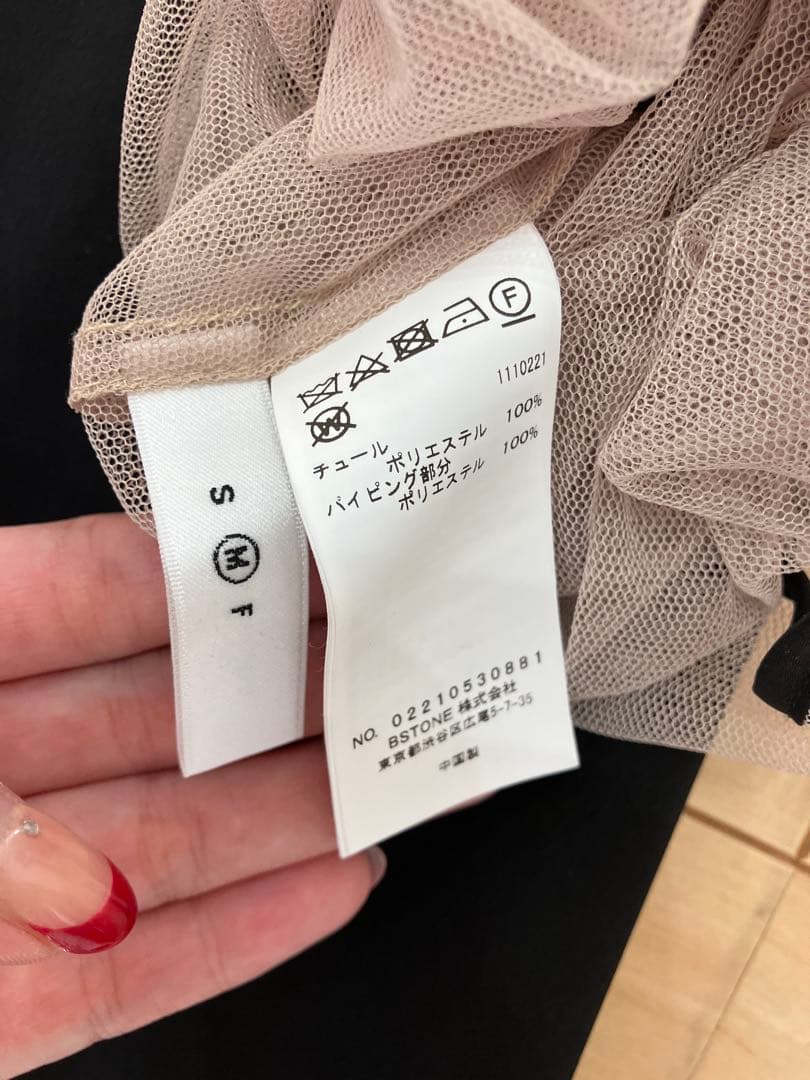 S
M
F
F
W
1110221
チュール
ポリエステル 100%
パイピング部分
ポリエステル 100%
NO. 02210530881
BSTONE 株式会社
東京都渋谷区広尾5-7-35
中国製